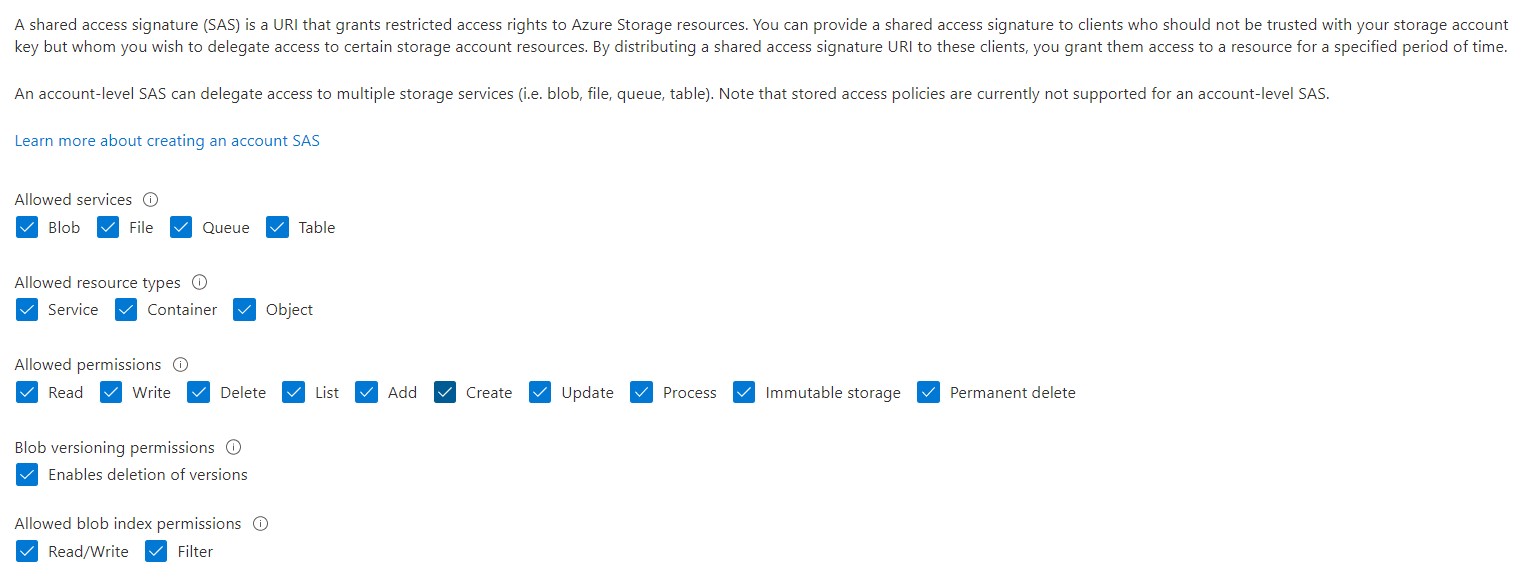 A shared access signature (SAS) is a URI that grants restricted access rights to Azure Storage resources. You can provide a shared access signature to clients who should not be trusted with your storage account
key but whom you wish to delegate access to certain storage account resources. By distributing a shared access signature URI to these clients, you grant them access to a resource for a specified period of time.
An account-level SAS can delegate access to multiple storage services (i.e. blob, file, queue, table). Note that stored access policies are currently not supported for an account-level SAS.
Learn more about creating an account SAS
Allowed services
Blob File Queue Table
Allowed resource types
Service Container Object
Allowed permissions
Read Write Delete List Add Create Update Process Immutable storage Permanent delete
Blob versioning permissions
Enables deletion of versions
Allowed blob index permissions
Read/Write Filter